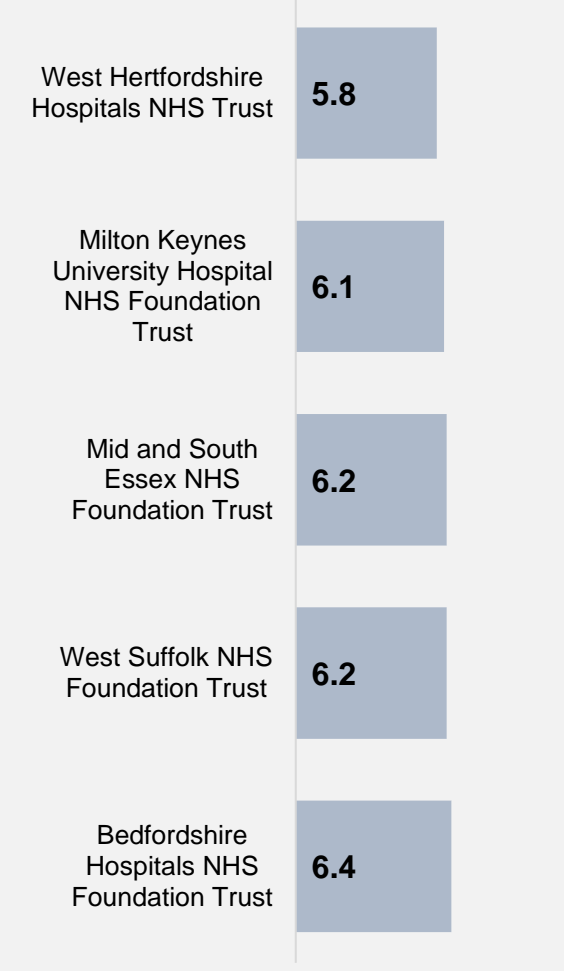 West Hertfordshire
Hospitals NHS Trust
5.8
Milton Keynes
University Hospital
NHS Foundation
Trust
6.1
Mid and South
Essex NHS
Foundation Trust
6.2
West Suffolk NHS
Foundation Trust
6.2
Bedfordshire
Hospitals NHS
Foundation Trust
6.4